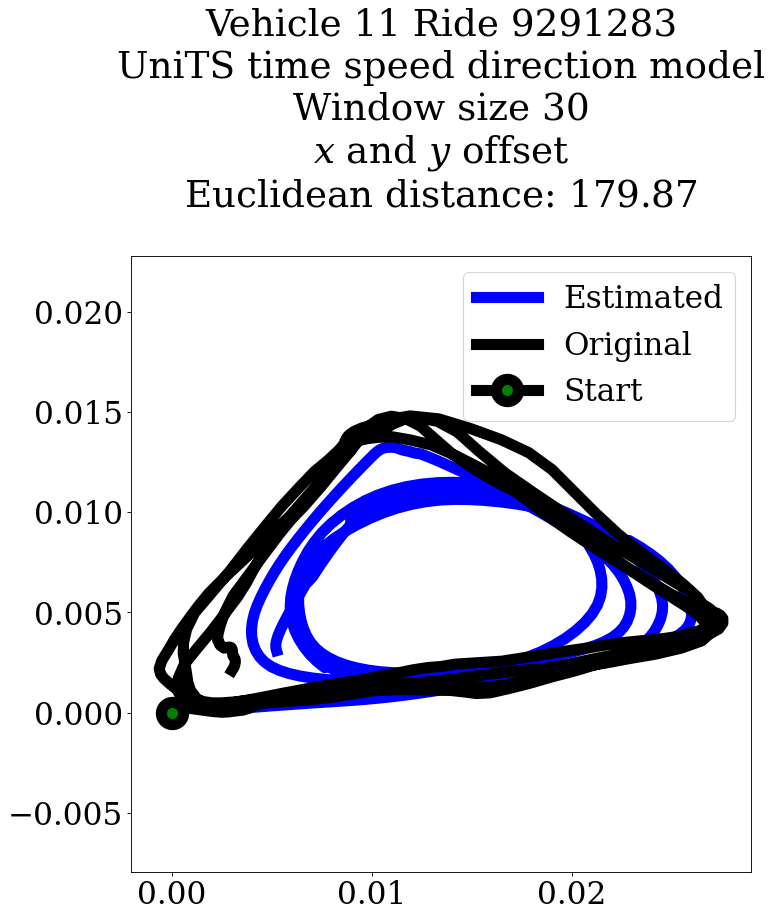 Vehicle 11 Ride 9291283
UniTS time speed direction model
Window size 30
x and y offset
Euclidean distance: 179.87
Estimated
Original
Start
0.020
0.015
0.010
0.005
0.000
−0.005
0.00 0.01 0.02